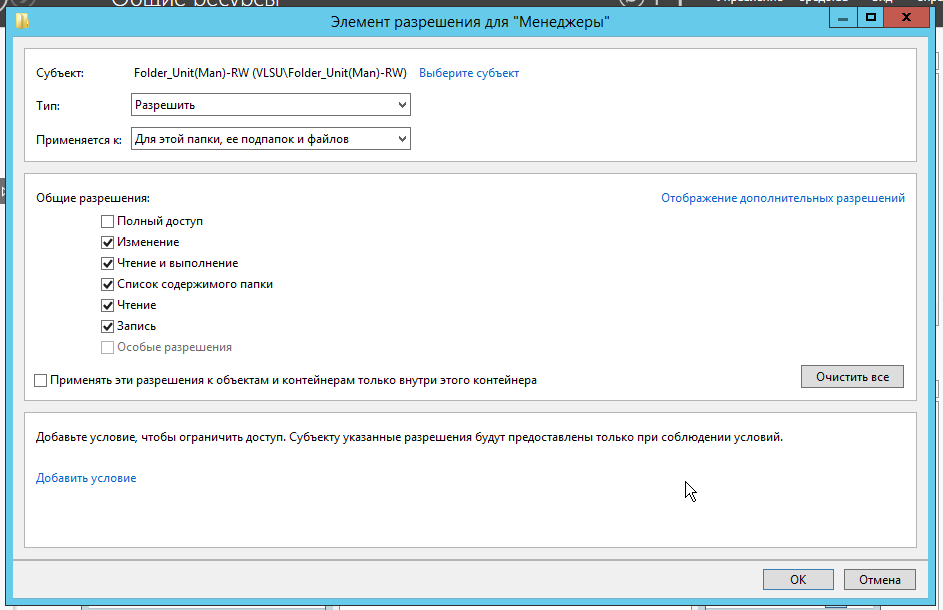 Общие ресурсы
Элемент разрешения для "Менеджеры"
Субъект: Folder_Unit(Man)-RW (VLSU\Folder_Unit(Man)-RW) Выберите субъект
Тип: Разрешить
Применяется к: Для этой папки, ее подпапок и файлов
Общие разрешения: Отображение дополнительных разрешений
Полный доступ
Изменение
Чтение и выполнение
Список содержимого папки
Чтение
Запись
Особые разрешения
Применять эти разрешения к объектам и контейнерам только внутри этого контейнера
Очистить все
Добавьте условие, чтобы ограничить доступ. Субъекту указанные разрешения будут предоставлены только при соблюдении условий.
Добавить условие
OK Отмена